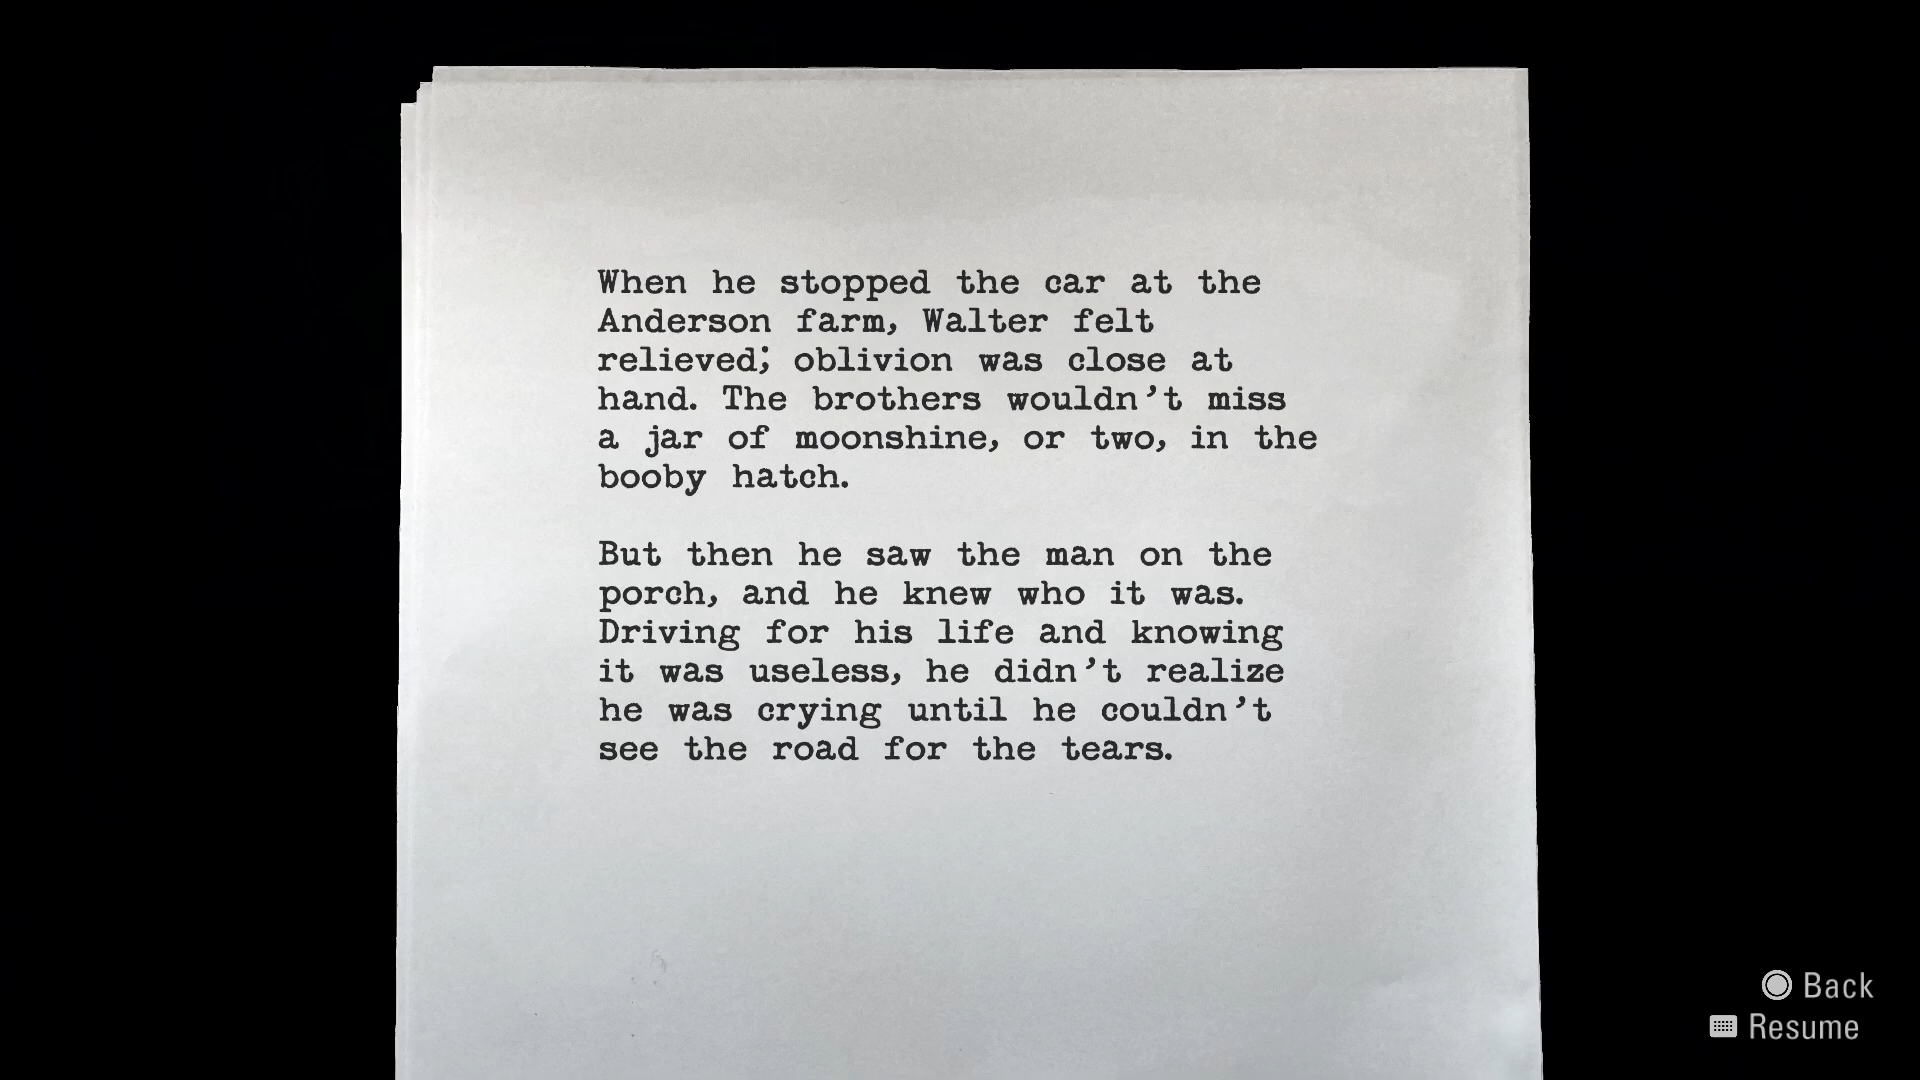 When he stopped the car at the
Anderson farm, Walter felt
relieved; oblivion was close at
hand. The brothers wouldn’t miss
a jar of moonshine, or two, in the
booby hatch.
But then he saw the man on the
porch, and he knew who it was.
Driving for his life and knowing
it was useless, he didn’t realize
he was crying until he couldn’t
see the road for the tears.
Back
Resume